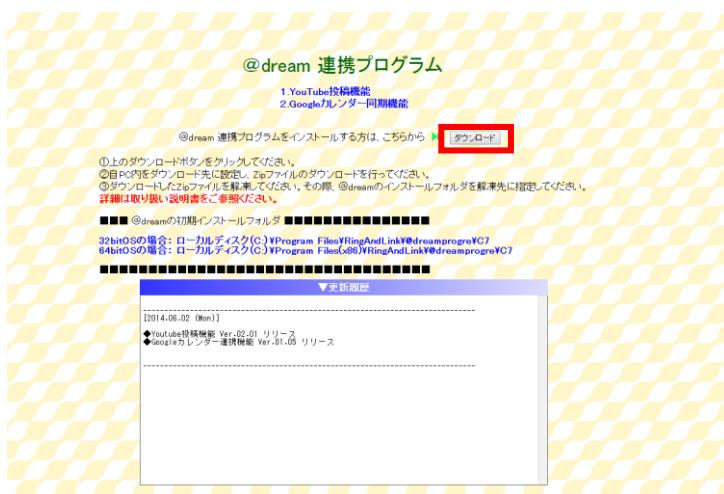 @dream 連携プログラム
1.YouTube投稿機能
2.Googleカレンダー同期機能
@dream 連携プログラムをインストールする方は、こちらから ▶ ダウンロード
①上のダウンロードボタンをクリックしてください。
②自PC内をダウンロード先に設定し、Zipファイルのダウンロードを行ってください。
③ダウンロードしたZipファイルを解凍してください。その際、@dreamのインストールフォルダを解凍先に指定してください。
詳細は取り扱い説明書をご参照ください。
■■■ @dreamの初期インストールフォルダ ■■■■■■■■■■■■■■■
32bitOSの場合: ローカルディスク(C:)¥Program Files¥RingAndLink¥@dreamprogre¥C7
64bitOSの場合: ローカルディスク(C:)¥Program Files(x86)¥RingAndLink¥@dreamprogre¥C7
■■■■■■■■■■■■■■■■■■■■■■■■■■■■■■■■■■
▼更新履歴
--------------------------------------------------------------------------------
[2014.06.02 (Mon)]
◆Youtube投稿機能 Ver.02.01 リリース
◆Googleカレンダー連携機能 Ver.01.05 リリース
--------------------------------------------------------------------------------